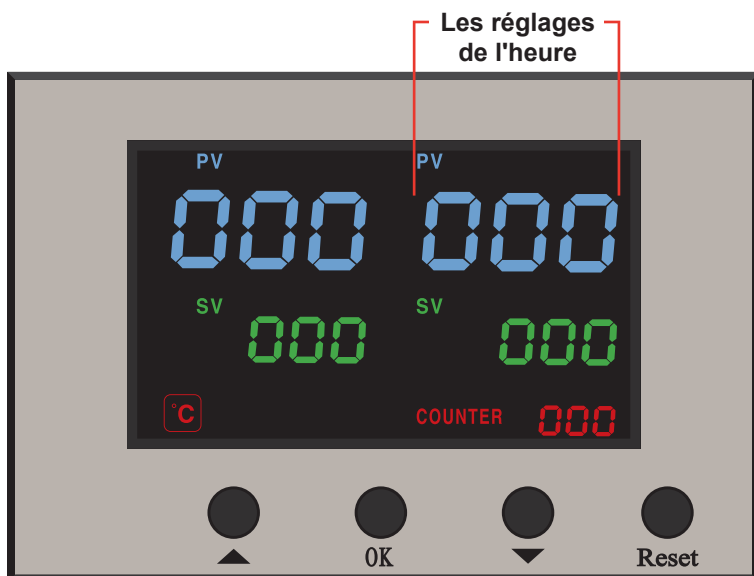 Les réglages
de l'heure
PV PV
000 000
SV SV
000 000
°C COUNTER 000
OK Reset